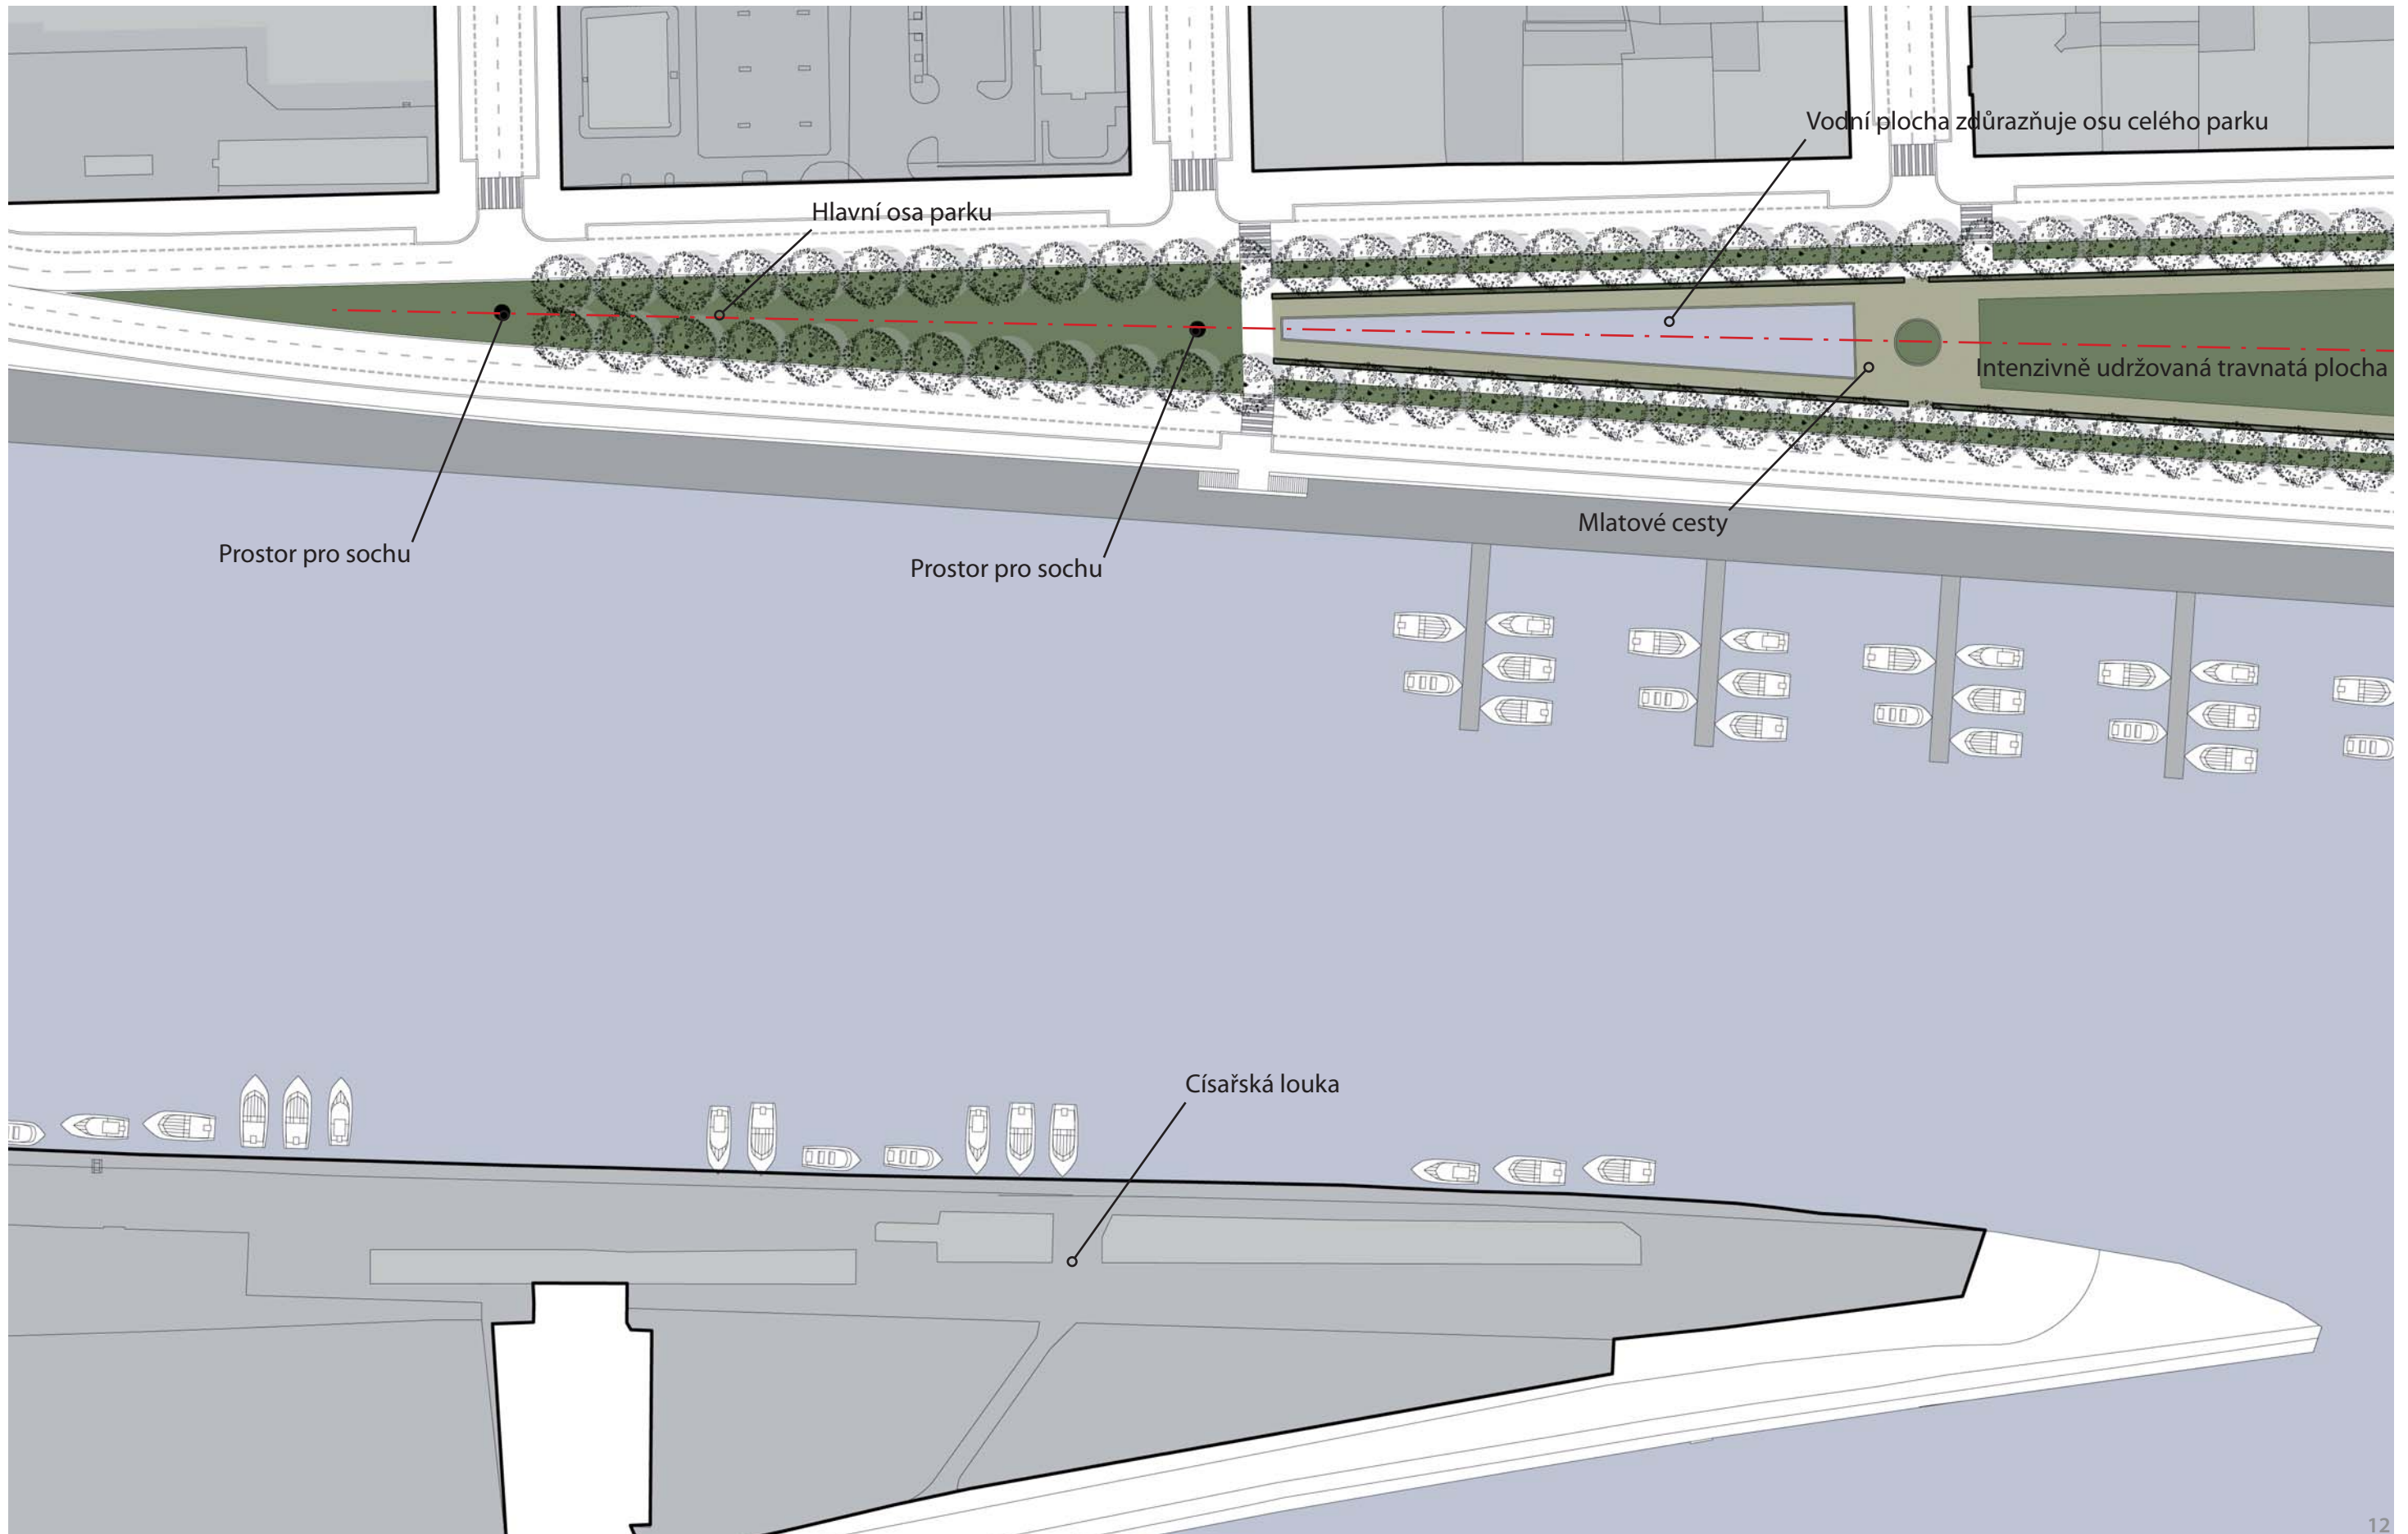 Vodní plocha zdůrazňuje osu celého parku
Hlavní osa parku
Intenzivně udržovaná travnatá plocha
Mlatové cesty
Prostor pro sochu
Prostor pro sochu
Císařská louka
12